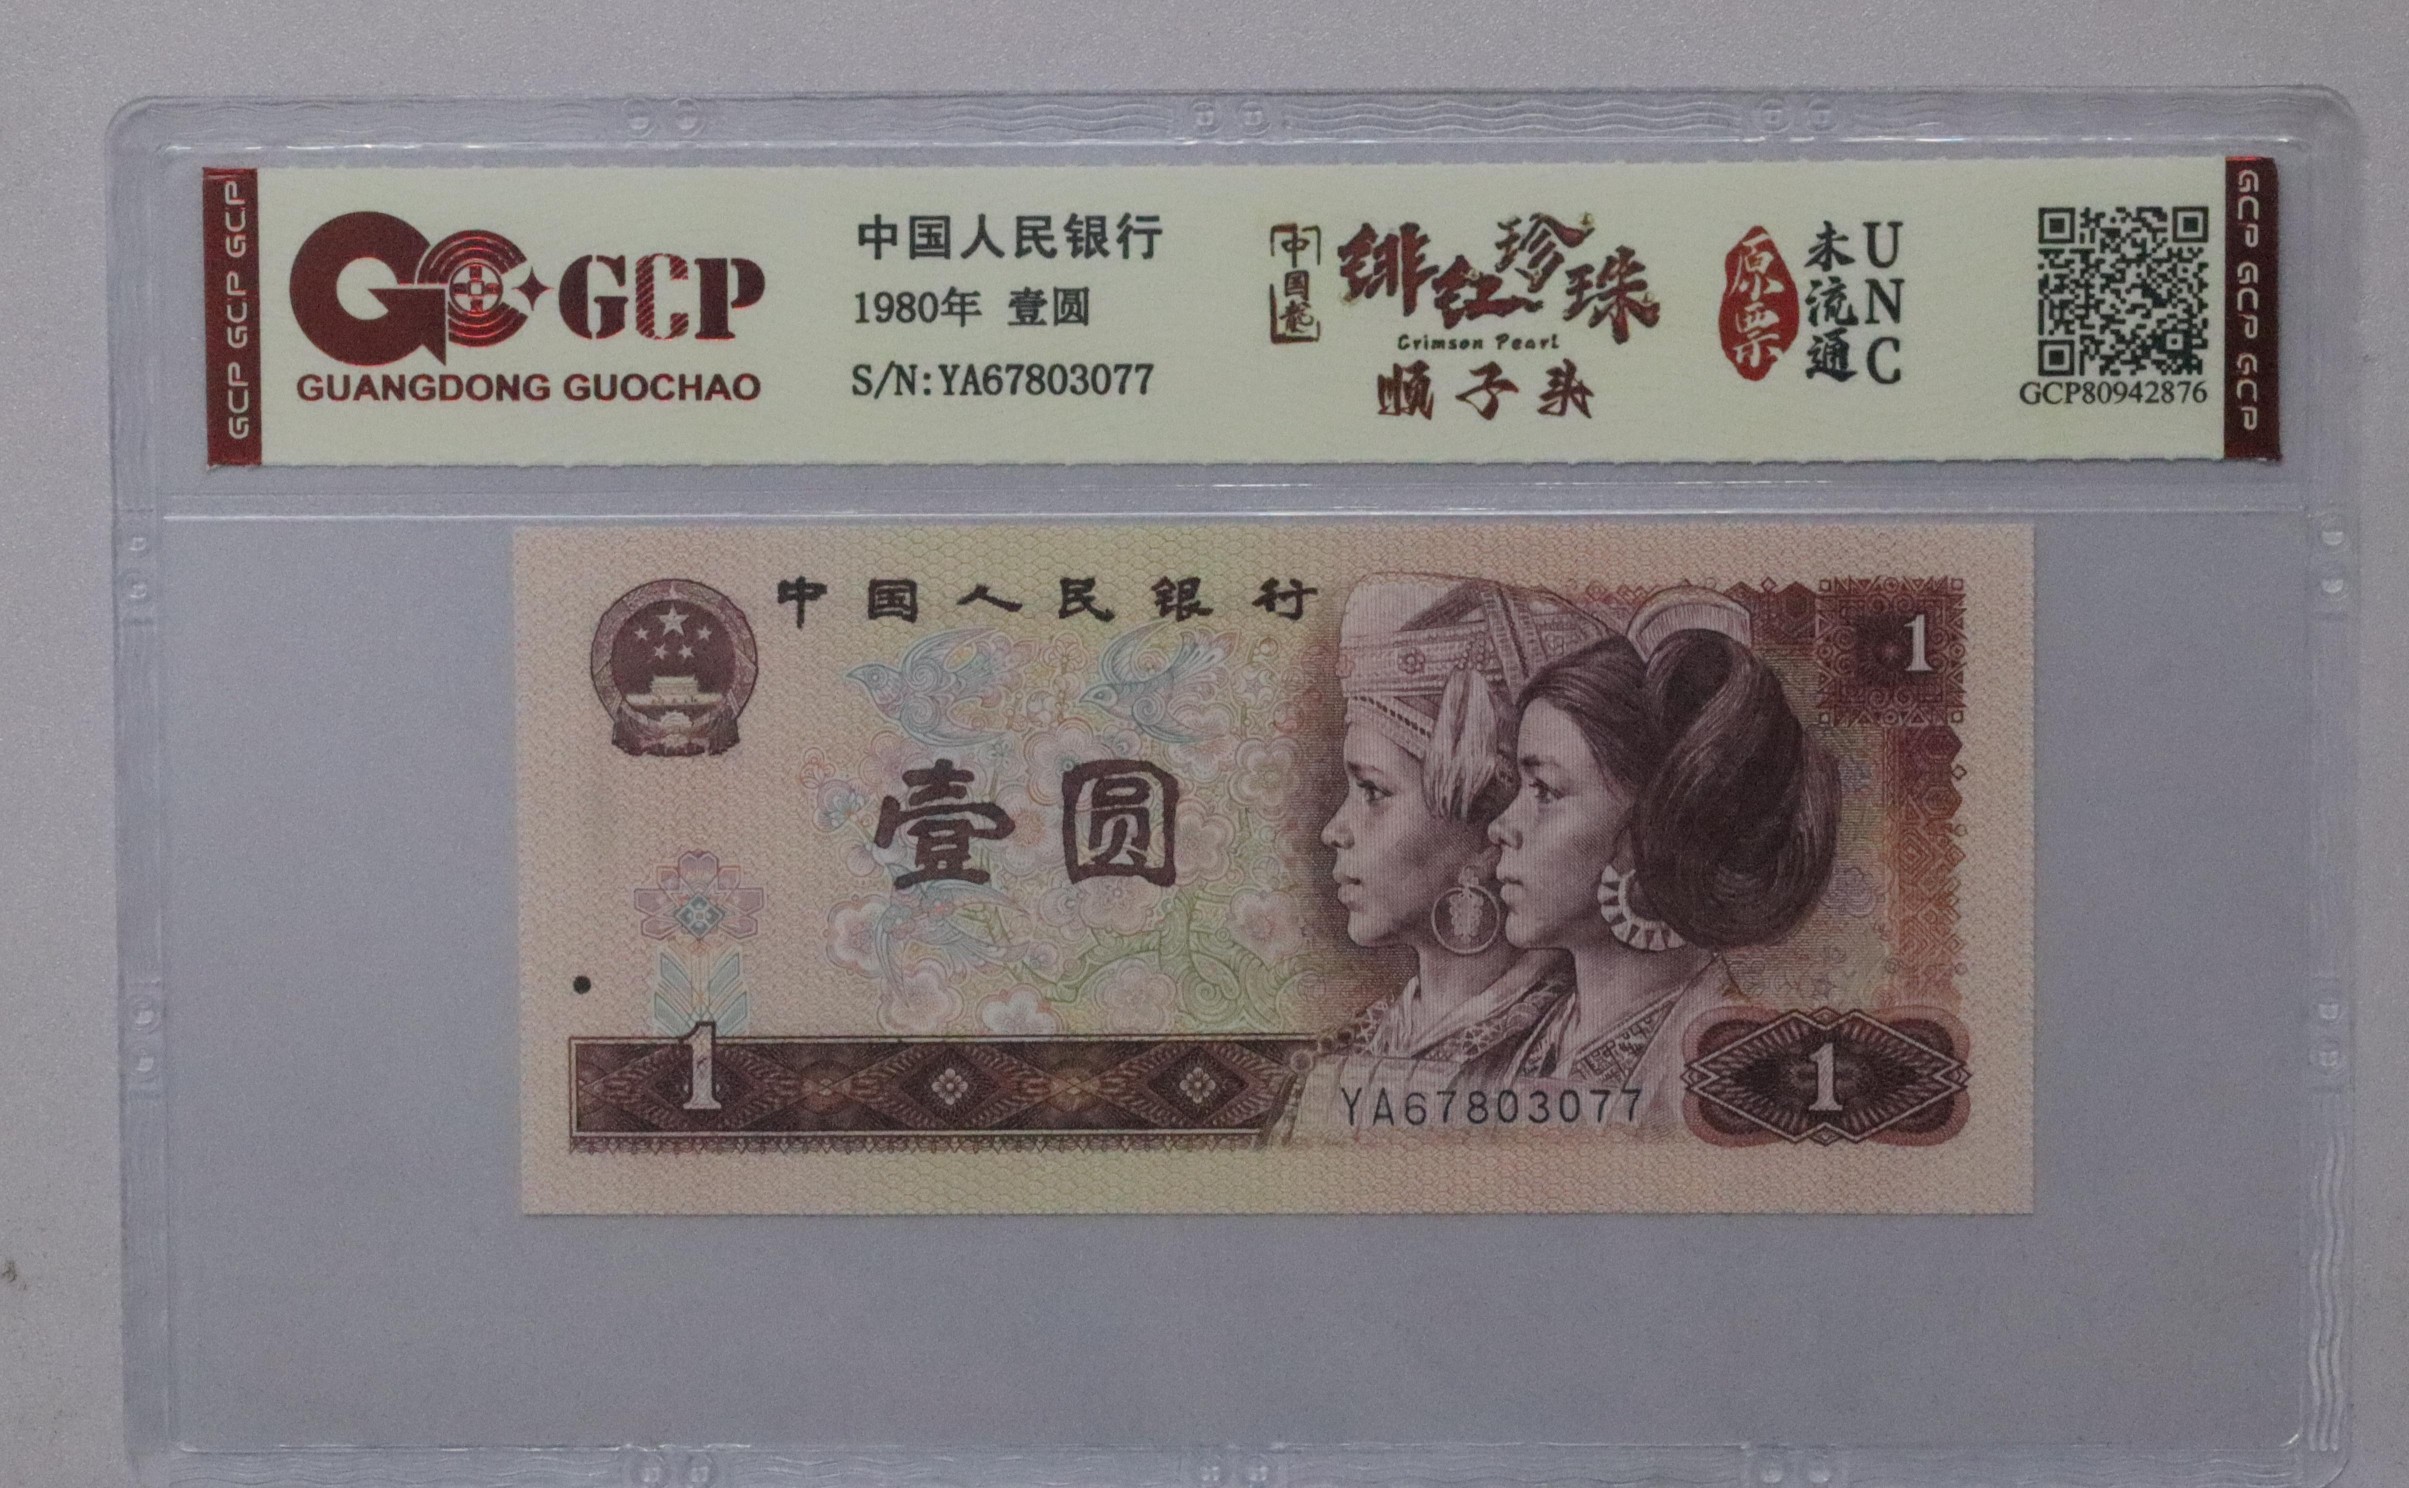 GCP GCP GCP
GCP
GUANGDONG GUOCHAO
中国人民银行
1980年 壹圆
S/N:YA67803077
中国龙
绯红珍珠
Crimson Pearl
顺子头
原票
未流通
UNC
GCP80942876
GCP GCP GCP
中国人民银行
1
壹圆
1
YA67803077
1